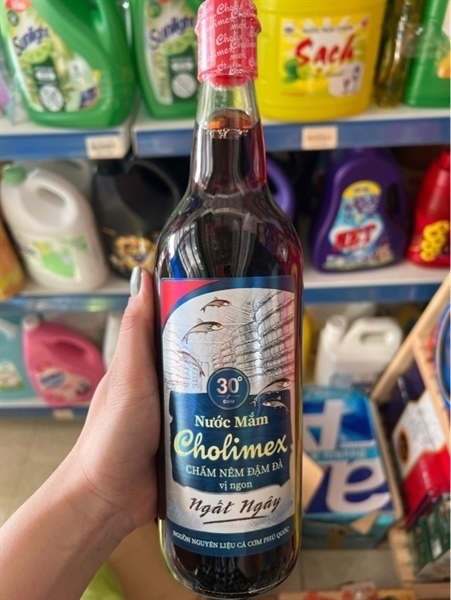 Cholimex
Sunlight
Sunlight
SẠCH
30°
ĐẠM
Nước Mắm
Cholimex
CHẤM NÊM ĐẬM ĐÀ
vị ngon
Ngất Ngây
NGUỒN NGUYÊN LIỆU CÁ CƠM PHÚ QUỐC